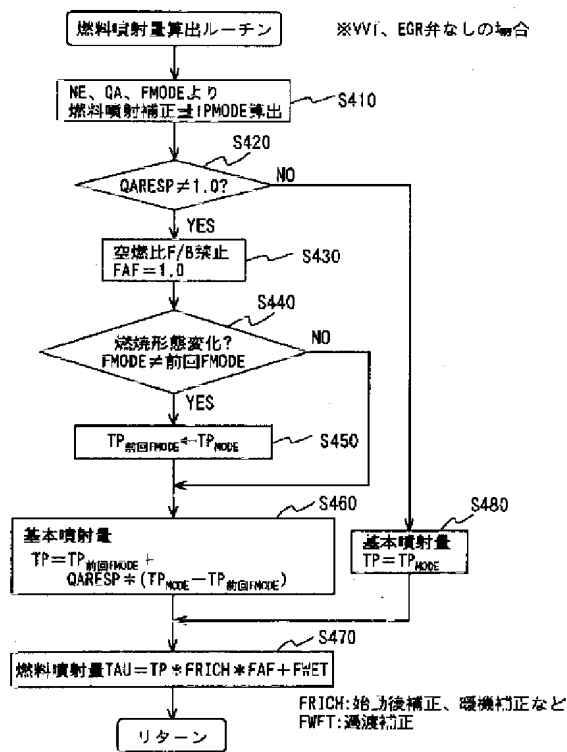 燃料噴射量算出ルーチン
※VVT、EGR弁なしの場合
NE、QA、FMODEより
燃料噴射補正量TPMODE算出
S410
S420
QARESP≠1.0?
NO
YES
空燃比F/B禁止
FAF=1.0
S430
S440
燃焼形態変化?
FMODE≠前回FMODE
NO
YES
TP前回FMODE←TPMODE
S450
S460
基本噴射量
TP=TP前回FMODE+
QARESP*(TPMODE－TP前回FMODE)
S480
基本噴射量
TP=TPMODE
S470
燃料噴射量TAU=TP*FRICH*FAF+FWET
FRICH:始動後補正、暖機補正など
FWET:過渡補正
リターン